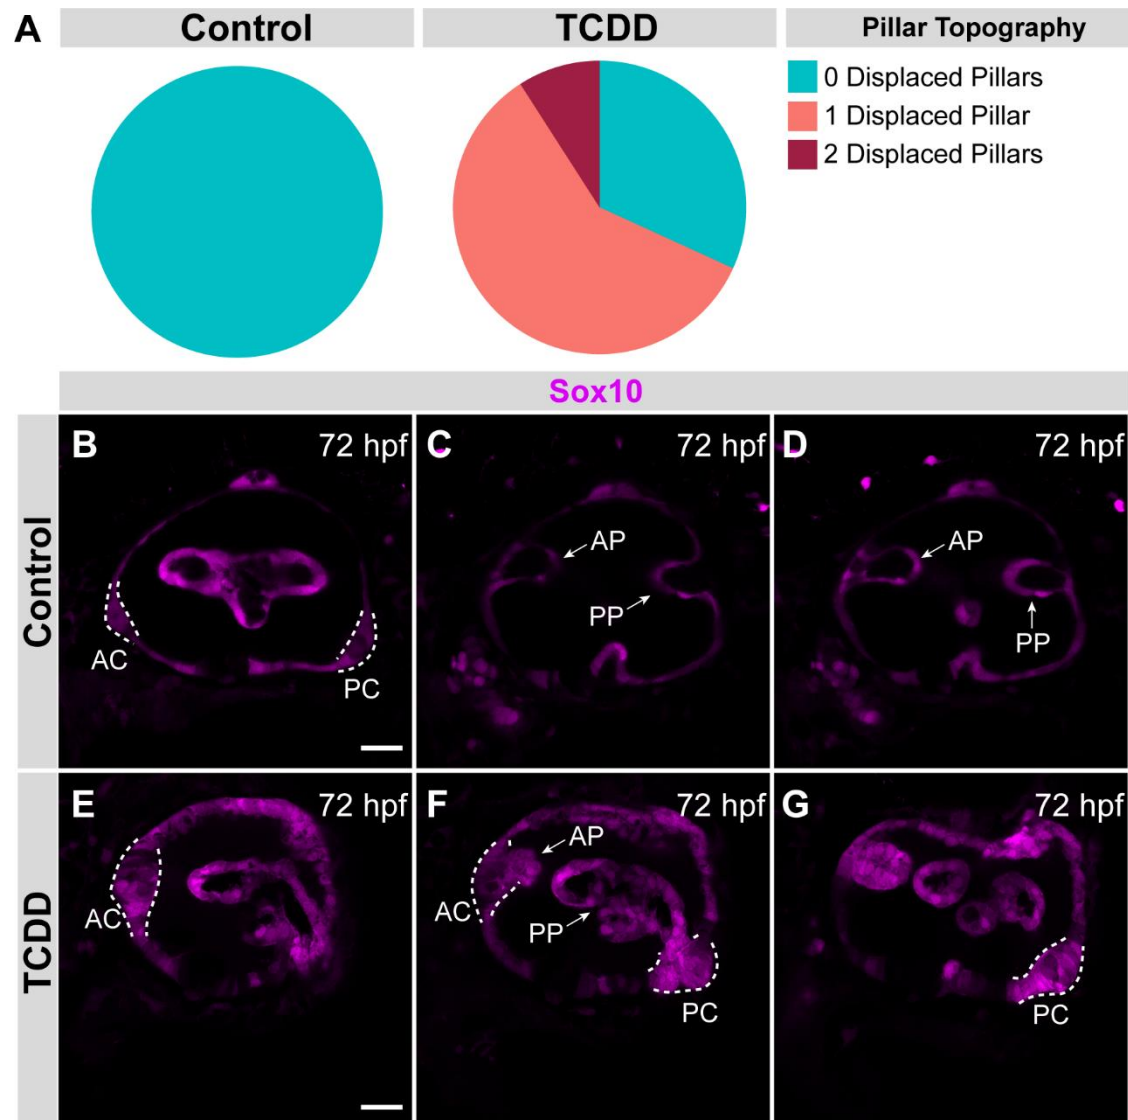 A
Control
TCDD
Pillar Topography
0 Displaced Pillars
1 Displaced Pillar
2 Displaced Pillars
Sox10
Control
B
72 hpf
AC
PC
C
72 hpf
AP
PP
D
72 hpf
AP
PP
TCDD
E
72 hpf
AC
F
72 hpf
AP
AC
PP
PC
G
72 hpf
PC